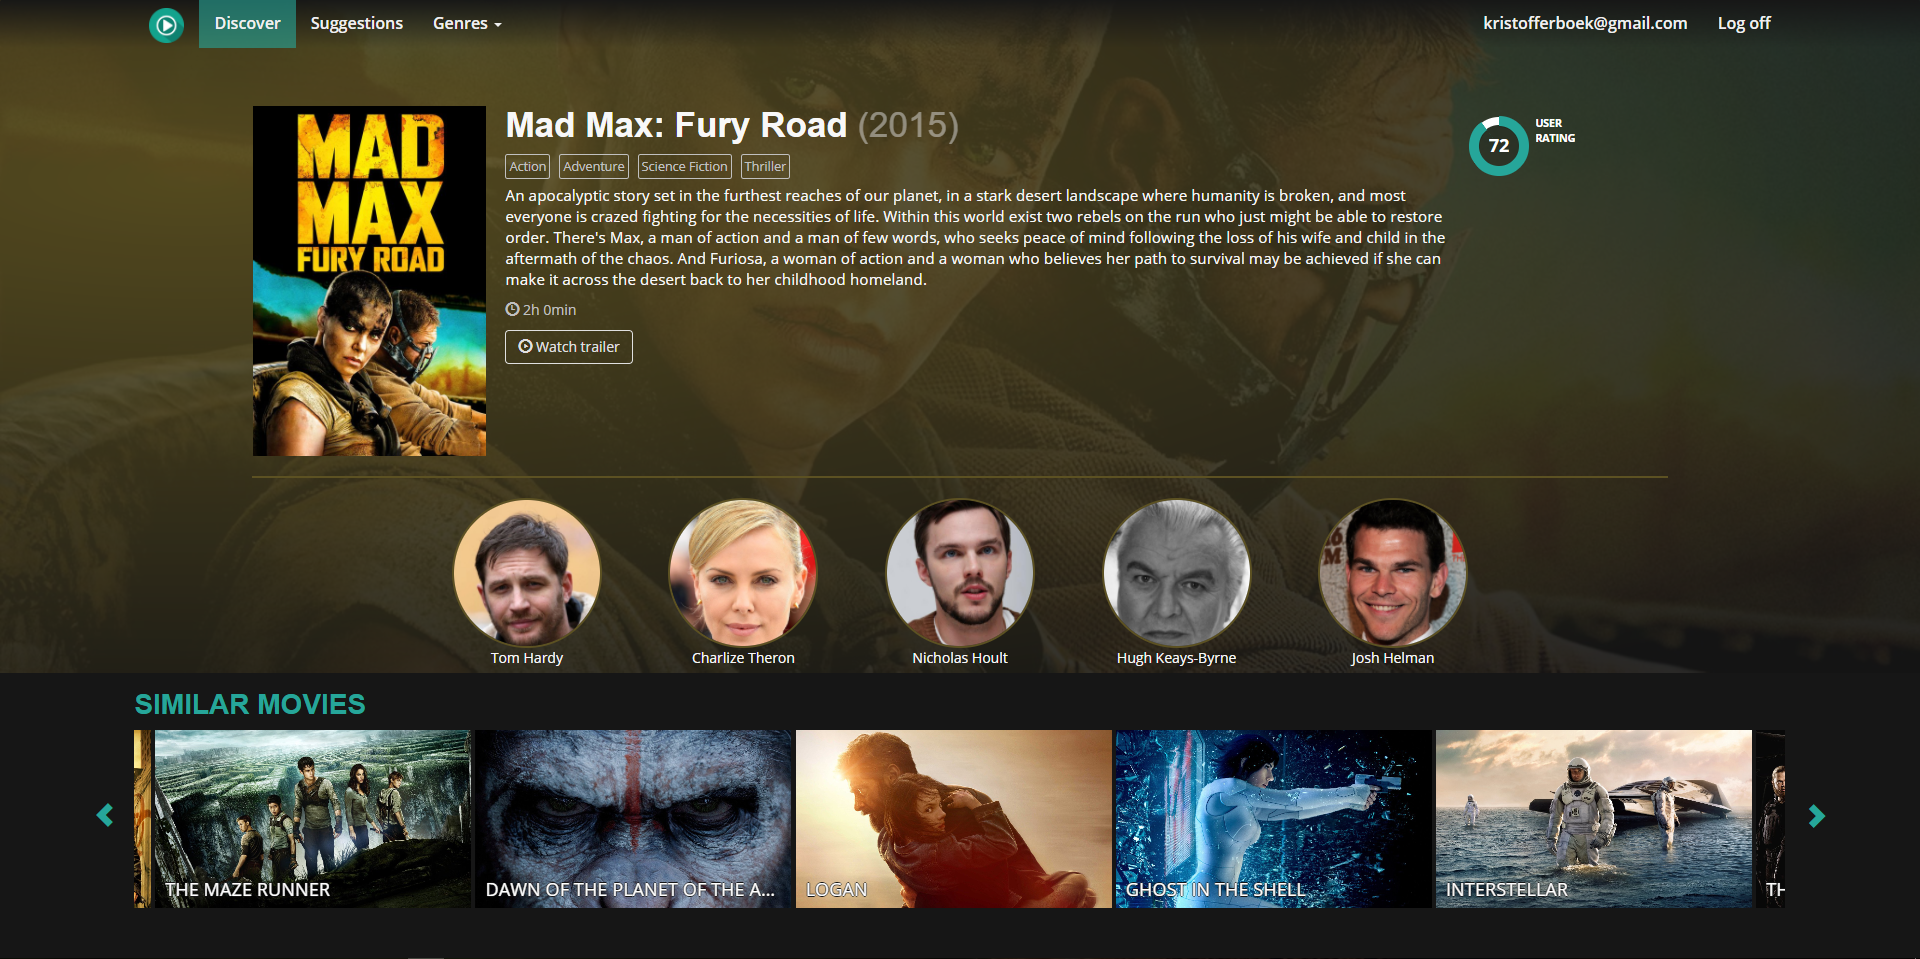 Discover
Suggestions
Genres
kristofferboek@gmail.com
Log off
MAD
MAX
FURY ROAD
Mad Max: Fury Road (2015)
Action
Adventure
Science Fiction
Thriller
An apocalyptic story set in the furthest reaches of our planet, in a stark desert landscape where humanity is broken, and most
everyone is crazed fighting for the necessities of life. Within this world exist two rebels on the run who just might be able to restore
order. There's Max, a man of action and a man of few words, who seeks peace of mind following the loss of his wife and child in the
aftermath of the chaos. And Furiosa, a woman of action and a woman who believes her path to survival may be achieved if she can
make it across the desert back to her childhood homeland.
2h 0min
Watch trailer
72
USER
RATING
Tom Hardy
Charlize Theron
Nicholas Hoult
Hugh Keays-Byrne
Josh Helman
SIMILAR MOVIES
THE MAZE RUNNER
DAWN OF THE PLANET OF THE A...
LOGAN
GHOST IN THE SHELL
INTERSTELLAR